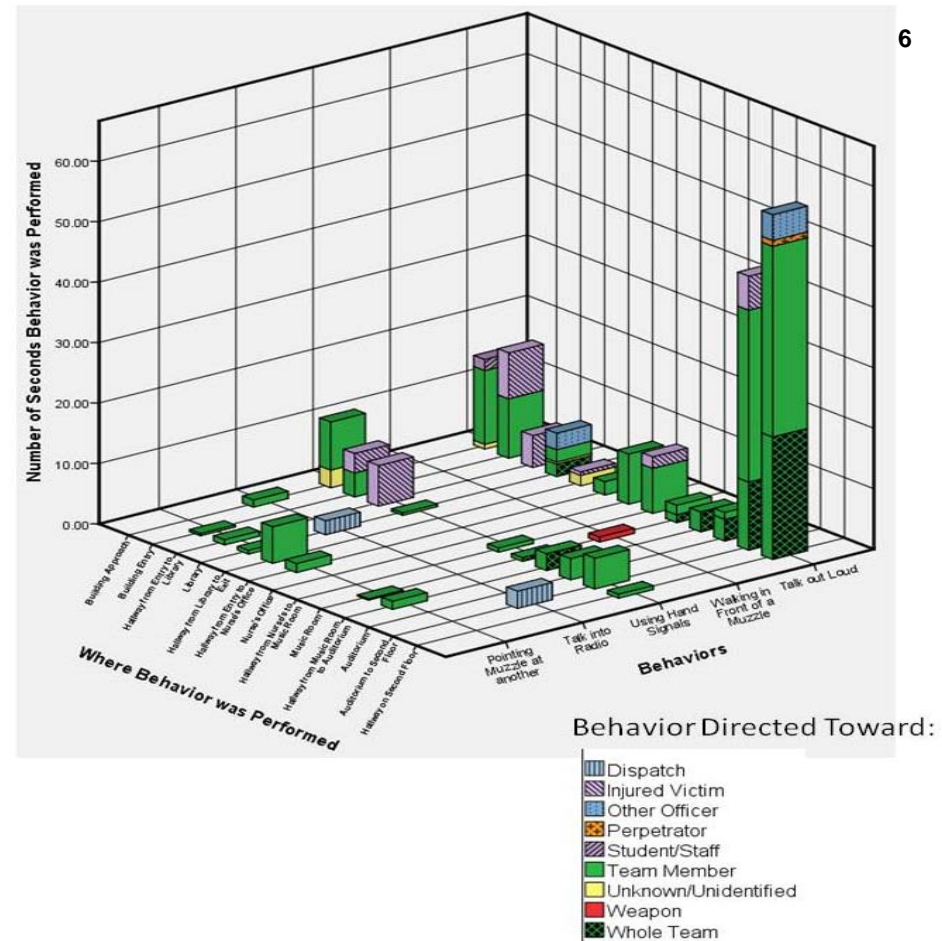 6
Number of Seconds Behavior was Performed
60.00
50.00
40.00
30.00
20.00
10.00
0.00
Building Approach
Building Entry
Hallway from Entry to
Library
Library
Hallway from Library to
Exit
Hallway from Entry to
Nurse's Office
Nurse's Office
Hallway from Nurse's to
Music Room
Music Room
Hallway from Music Room
to Auditorium
Auditorium
Auditorium to Second
Floor
Hallway on Second Floor
Where Behavior was Performed
Pointing
Muzzle at
another
Talk into
Radio
Using Hand
Signals
Walking in
Front of a
Muzzle
Talk out Loud
Behaviors
Behavior Directed Toward:
Dispatch
Injured Victim
Other Officer
Perpetrator
Student/Staff
Team Member
Unknown/Unidentified
Weapon
Whole Team